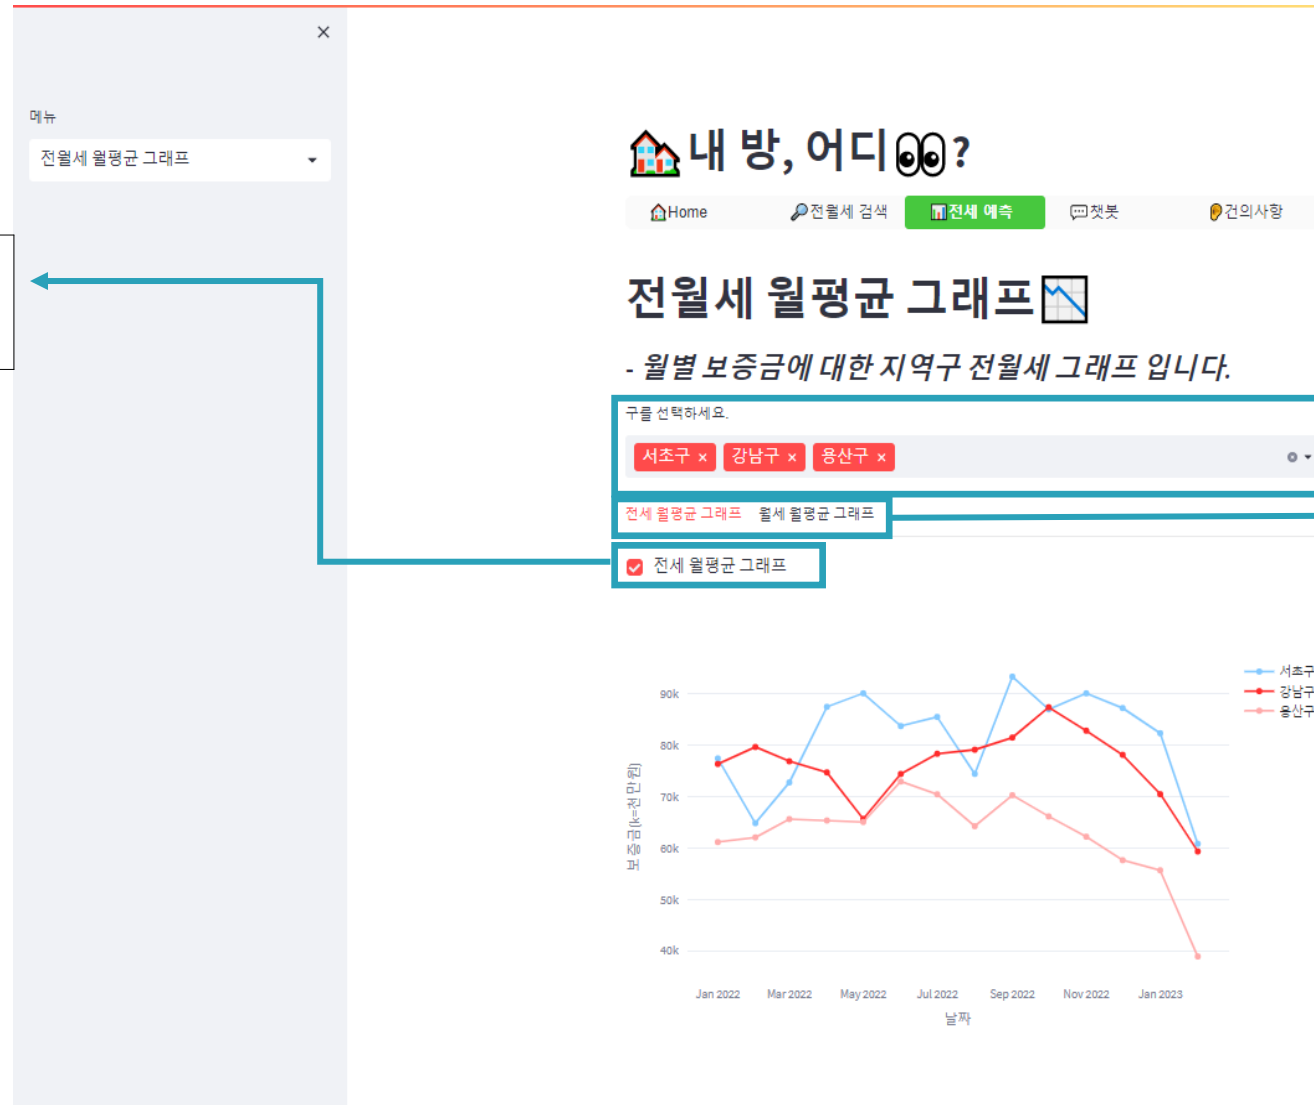 메뉴
전월세 월평균 그래프
내 방, 어디?
Home 전월세 검색 전세 예측 챗봇 건의사항
전월세 월평균 그래프
- 월별 보증금에 대한 지역구 전월세 그래프 입니다.
구를 선택하세요.
서초구 × 강남구 × 용산구 ×
전세 월평균 그래프 월세 월평균 그래프
전세 월평균 그래프
서초구
강남구
용산구
90k
80k
70k
60k
50k
40k
보증금(k=천만원)
Jan 2022 Mar 2022 May 2022 Jul 2022 Sep 2022 Nov 2022 Jan 2023
날짜